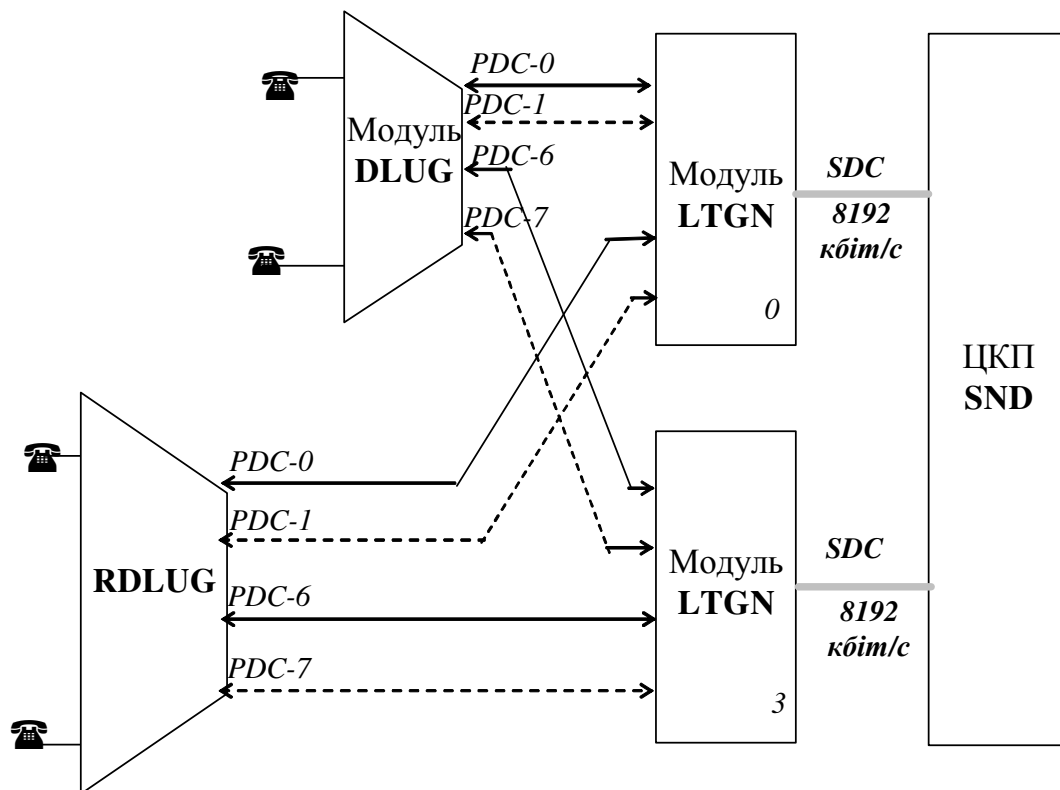 PDC-0
PDC-1
Модуль
DLUG
PDC-6
PDC-7
Модуль
LTGN
0
SDC
8192
кбіт/с
ЦКП
SND
PDC-0
PDC-1
RDLUG
PDC-6
PDC-7
Модуль
LTGN
3
SDC
8192
кбіт/с